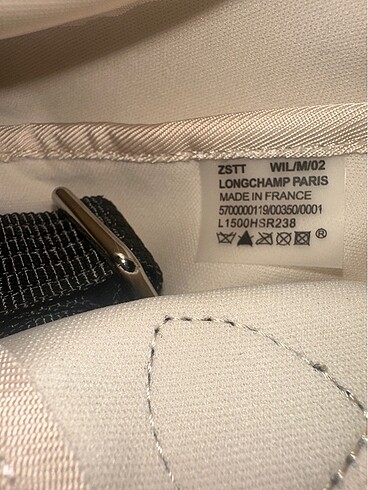 ZSTT WIL/M/02
LONGCHAMP PARIS
MADE IN FRANCE
5700000119/00350/0001
L1500HSR238
®